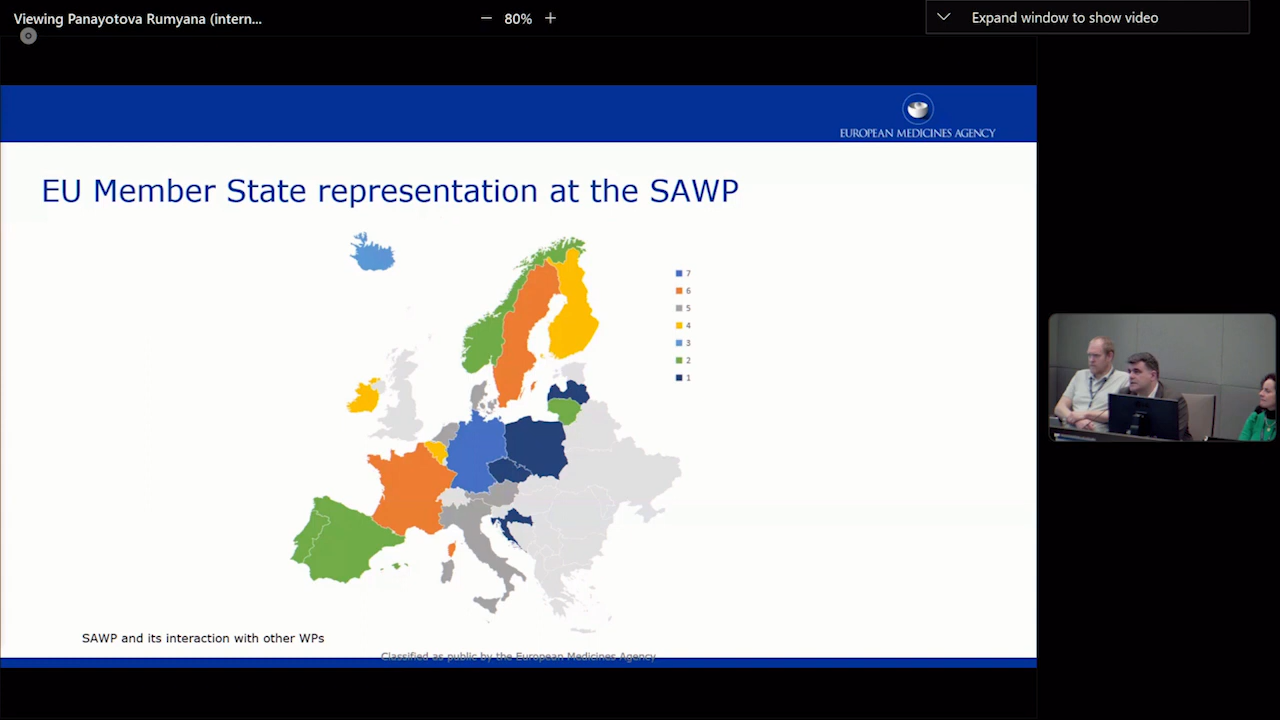 Viewing Panayotova Rumyana (intern...
80%
Expand window to show video
EUROPEAN MEDICINES AGENCY
EU Member State representation at the SAWP
7
6
5
4
3
2
1
SAWP and its interaction with other WPs
Classified as public by the European Medicines Agency